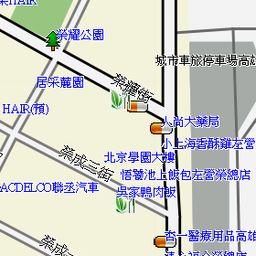 榮耀公園
城市車旅停車場高雄
居采麓園
榮耀街
HAIR(預)
人尚大藥局
小上海香酥雞左營
榮成三街
北京學園大樓
悟饕池上飯包左營榮總店
ACDELCO聯丞汽車
吳家鴨肉飯
榮成二街
杏一醫療用品高雄